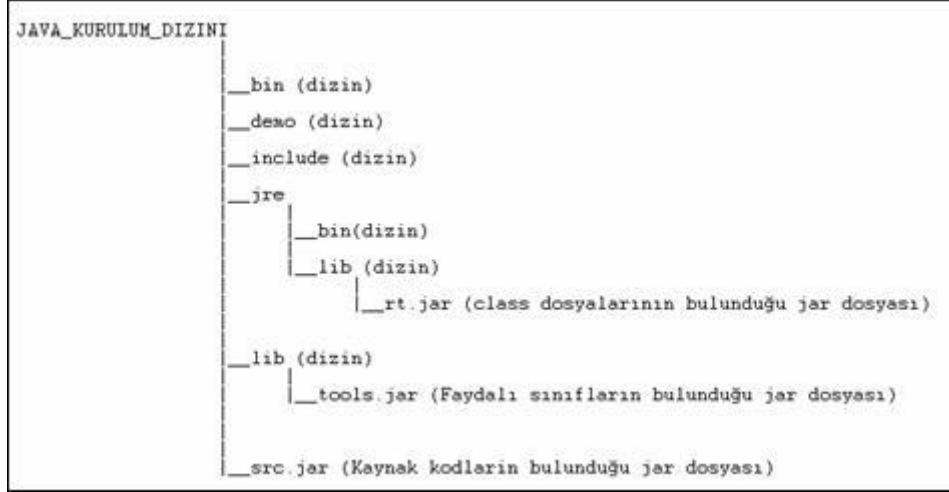 JAVA_KURULUM_DIZINI
|__bin (dizin)
|__demo (dizin)
|__include (dizin)
|__jre
|__bin(dizin)
|__lib (dizin)
|__rt.jar (class dosyalarının bulunduğu jar dosyası)
|__lib (dizin)
|__tools.jar (Faydalı sınıfların bulunduğu jar dosyası)
|__src.jar (Kaynak kodlarin bulunduğu jar dosyası)